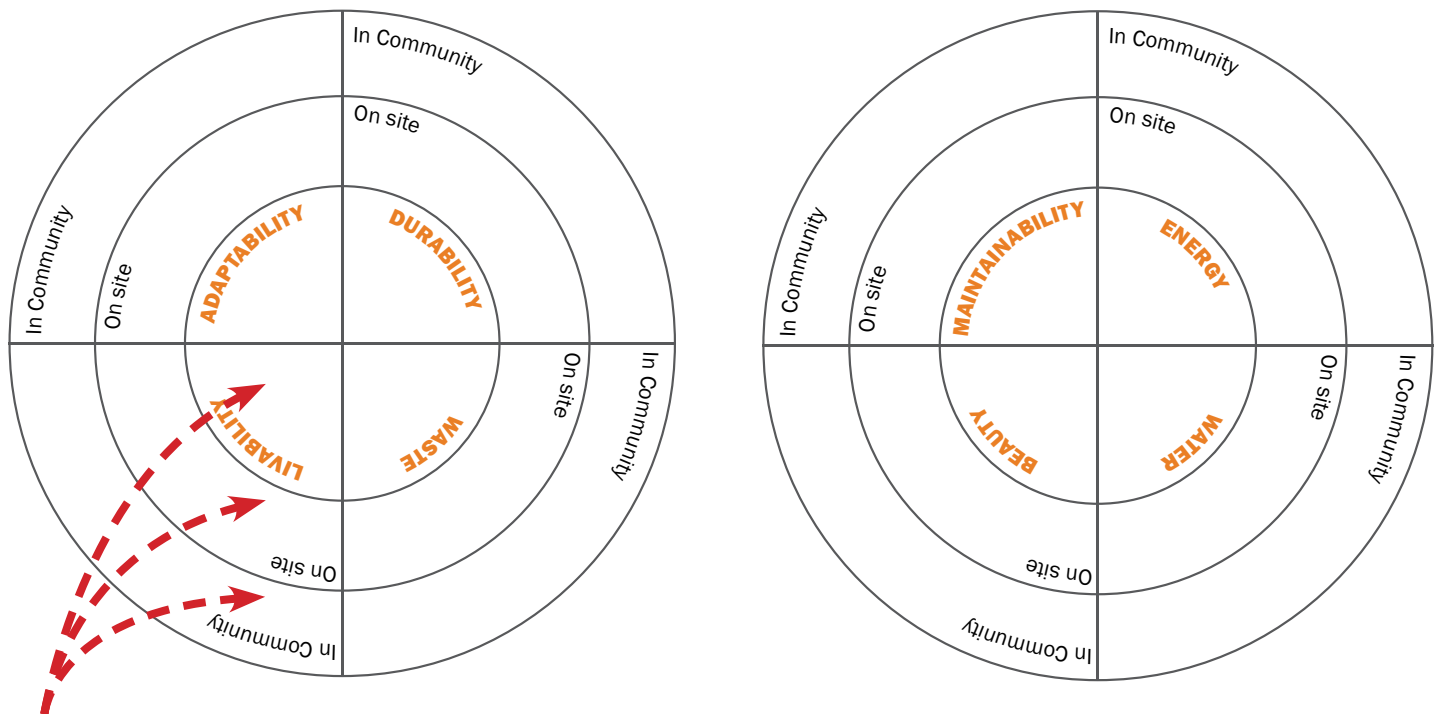 In Community
On site
DURABILITY
ADAPTABILITY
On site
In Community
In Community
On site
WASTE
LIVABILITY
On site
In Community
In Community
On site
ENERGY
MAINTAINABILITY
On site
In Community
In Community
On site
WATER
BEAUTY
On site
In Community